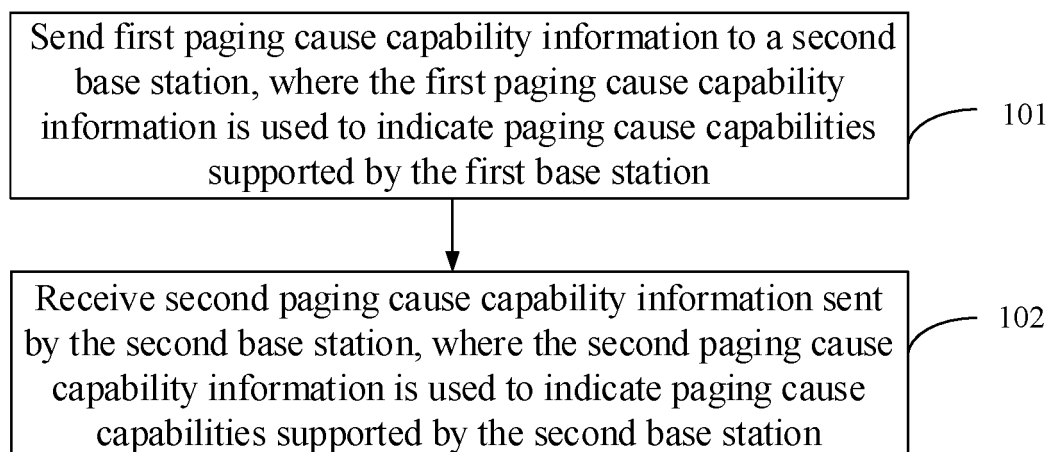 Send first paging cause capability information to a second
base station, where the first paging cause capability
information is used to indicate paging cause capabilities
supported by the first base station
101
Receive second paging cause capability information sent
by the second base station, where the second paging cause
capability information is used to indicate paging cause
capabilities supported by the second base station
102